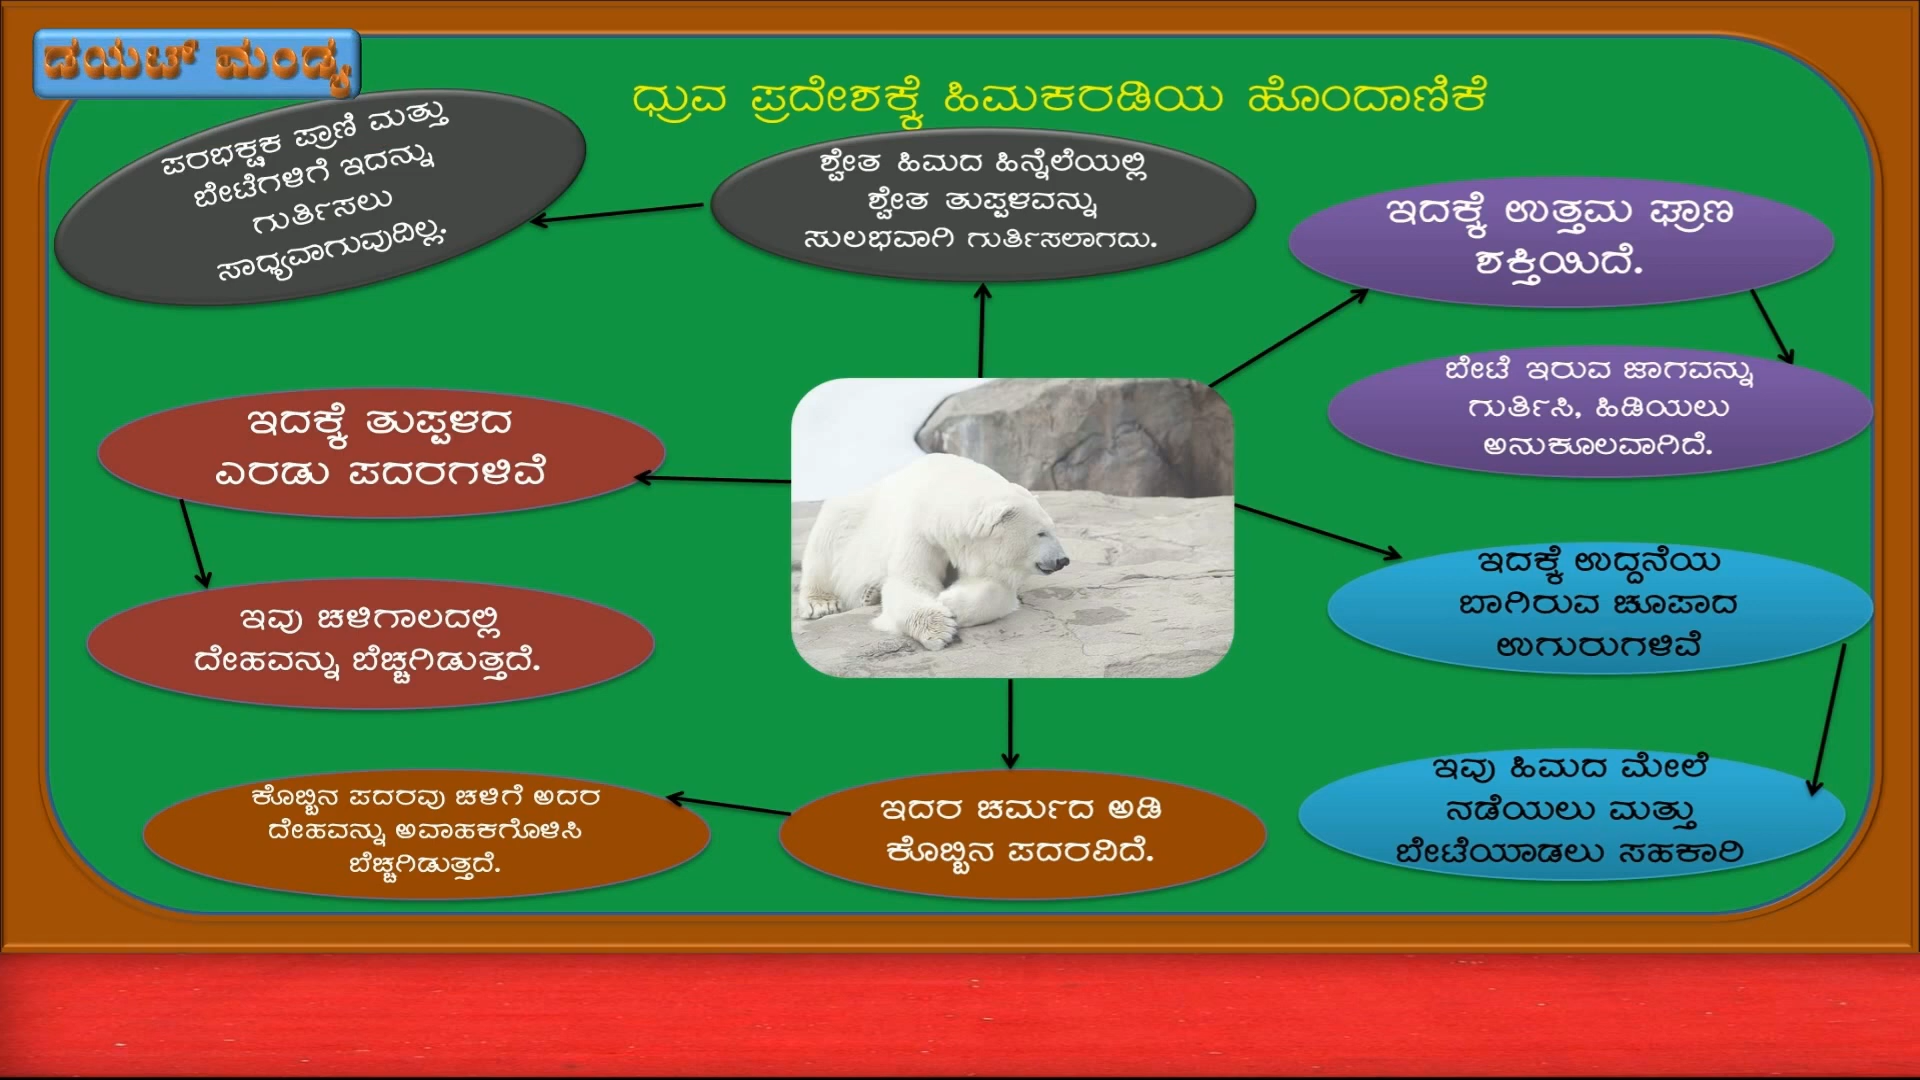 ಡಯಟ್ ಮಂಡ್ಯ
ಧ್ರುವ ಪ್ರದೇಶಕ್ಕೆ ಹಿಮಕರಡಿಯ ಹೊಂದಾಣಿಕೆ
ಪರಭಕ್ಷಕ ಪ್ರಾಣಿ ಮತ್ತು
ಬೇಟೆಗಳಿಗೆ ಇದನ್ನು
ಗುರ್ತಿಸಲು
ಸಾಧ್ಯವಾಗುವುದಿಲ್ಲ.
ಶ್ವೇತ ಹಿಮದ ಹಿನ್ನೆಲೆಯಲ್ಲಿ
ಶ್ವೇತ ತುಪ್ಪಳವನ್ನು
ಸುಲಭವಾಗಿ ಗುರ್ತಿಸಲಾಗದು.
ಇದಕ್ಕೆ ಉತ್ತಮ ಘ್ರಾಣ
ಶಕ್ತಿಯಿದೆ.
ಬೇಟೆ ಇರುವ ಜಾಗವನ್ನು
ಗುರ್ತಿಸಿ, ಹಿಡಿಯಲು
ಅನುಕೂಲವಾಗಿದೆ.
ಇದಕ್ಕೆ ತುಪ್ಪಳದ
ಎರಡು ಪದರಗಳಿವೆ
ಇವು ಚಳಿಗಾಲದಲ್ಲಿ
ದೇಹವನ್ನು ಬೆಚ್ಚಗಿಡುತ್ತದೆ.
ಇದಕ್ಕೆ ಉದ್ದನೆಯ
ಬಾಗಿರುವ ಚೂಪಾದ
ಉಗುರುಗಳಿವೆ
ಇವು ಹಿಮದ ಮೇಲೆ
ನಡೆಯಲು ಮತ್ತು
ಬೇಟೆಯಾಡಲು ಸಹಕಾರಿ
ಕೊಬ್ಬಿನ ಪದರವು ಚಳಿಗೆ ಅದರ
ದೇಹವನ್ನು ಅವಾಹಕಗೊಳಿಸಿ
ಬೆಚ್ಚಗಿಡುತ್ತದೆ.
ಇದರ ಚರ್ಮದ ಅಡಿ
ಕೊಬ್ಬಿನ ಪದರವಿದೆ.